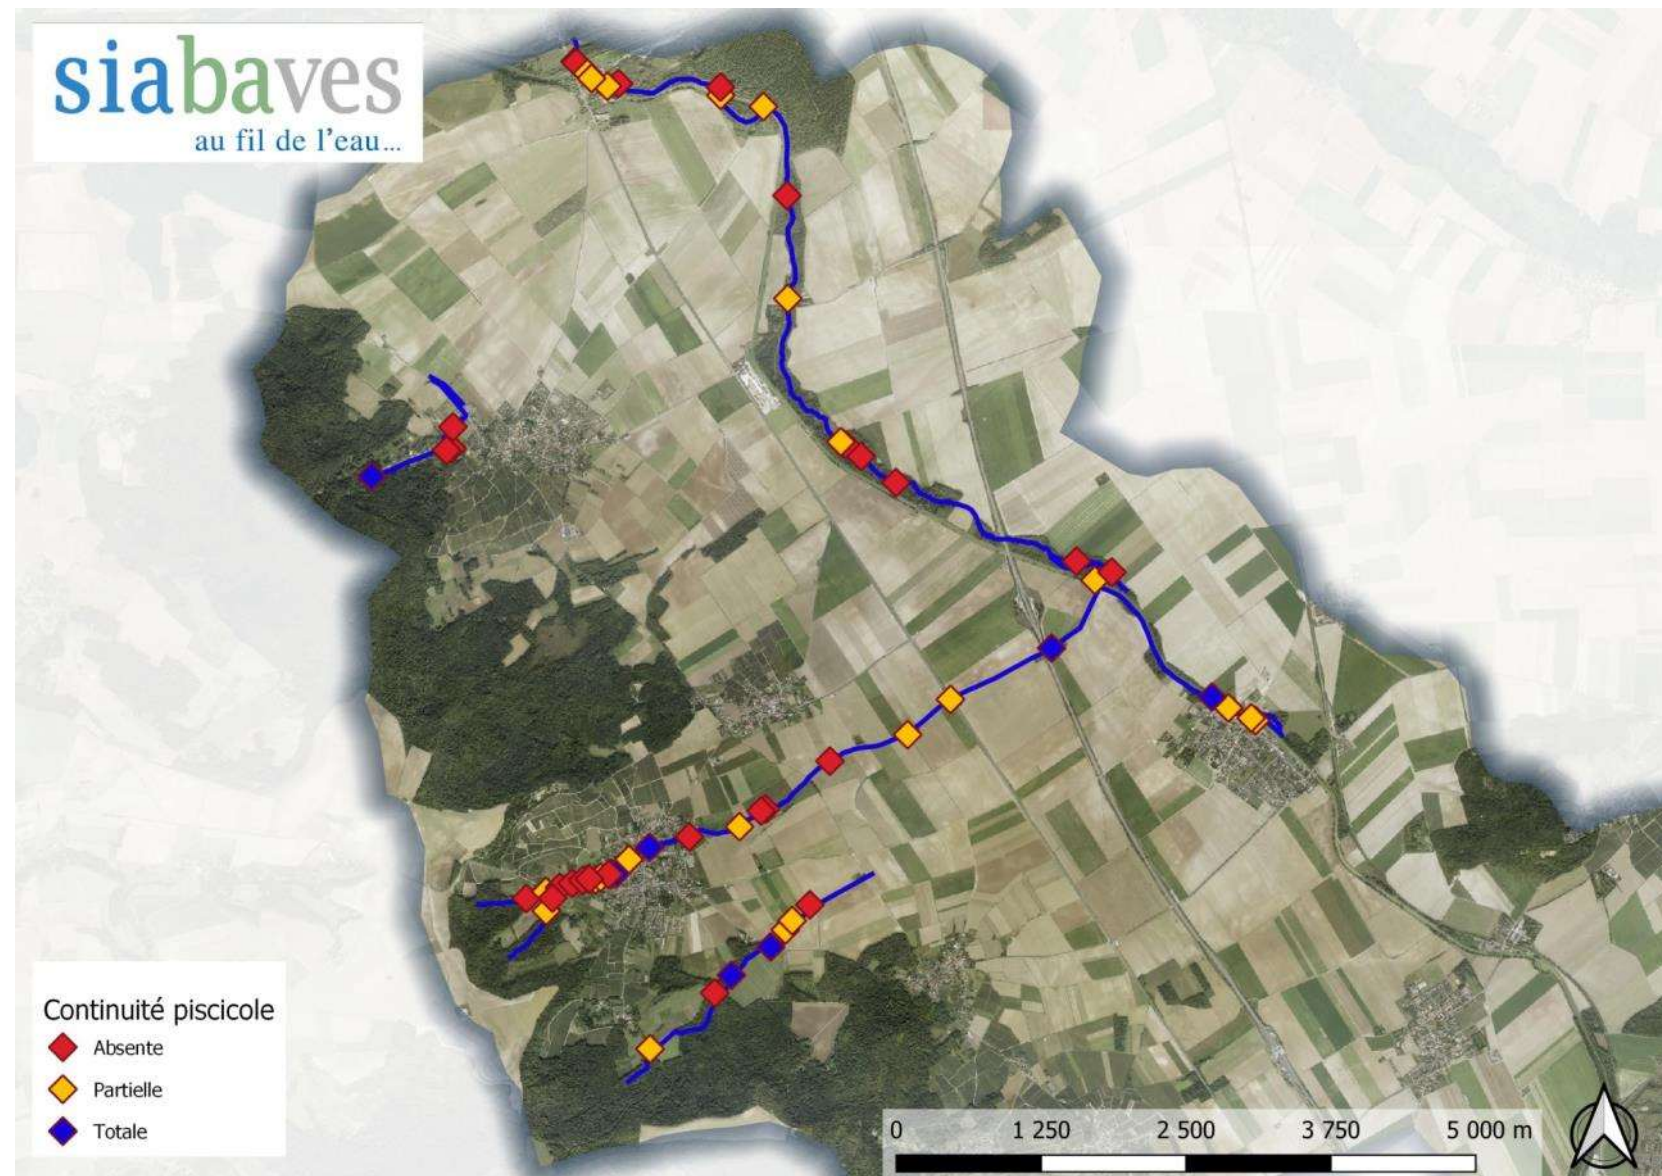 siabaves
au fil de l'eau...
Continuité piscicole
Absente
Partielle
Totale
0 1 250 2 500 3 750 5 000 m